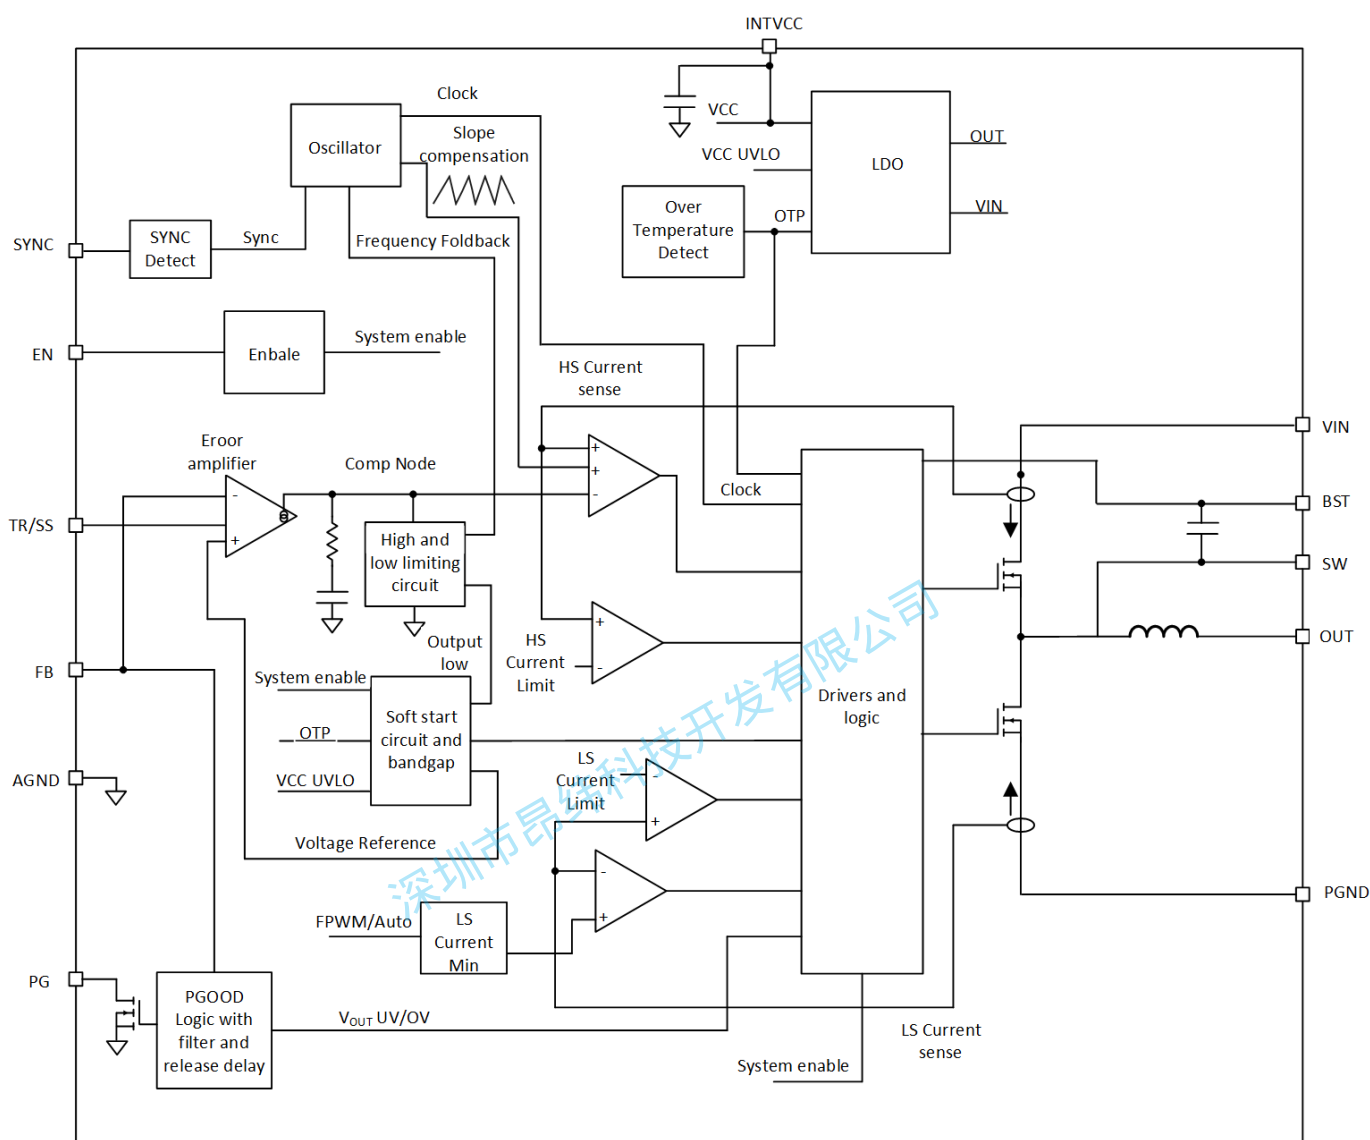 INTVCC
Clock
Oscillator
Slope
compensation
VCC
VCC UVLO
LDO
OUT
VIN
Over
Temperature
Detect
OTP
SYNC
SYNC
Detect
Sync
Frequency Foldback
EN
Enbale
System enable
HS Current
sense
VIN
Eroor
amplifier
Comp Node
-
+
+
+
-
Clock
BST
TR/SS
High and
low limiting
circuit
SW
OUT
Output
low
HS
Current
Limit
+
-
FB
System enable
OTP
VCC UVLO
Soft start
circuit and
bandgap
Drivers and
logic
AGND
LS
Current
Limit
-
+
Voltage Reference
-
+
PGND
FPWM/Auto
LS
Current
Min
PG
PGOOD
Logic with
filter and
release delay
VOUT UV/OV
LS Current
sense
System enable
深圳市昂纬科技开发有限公司